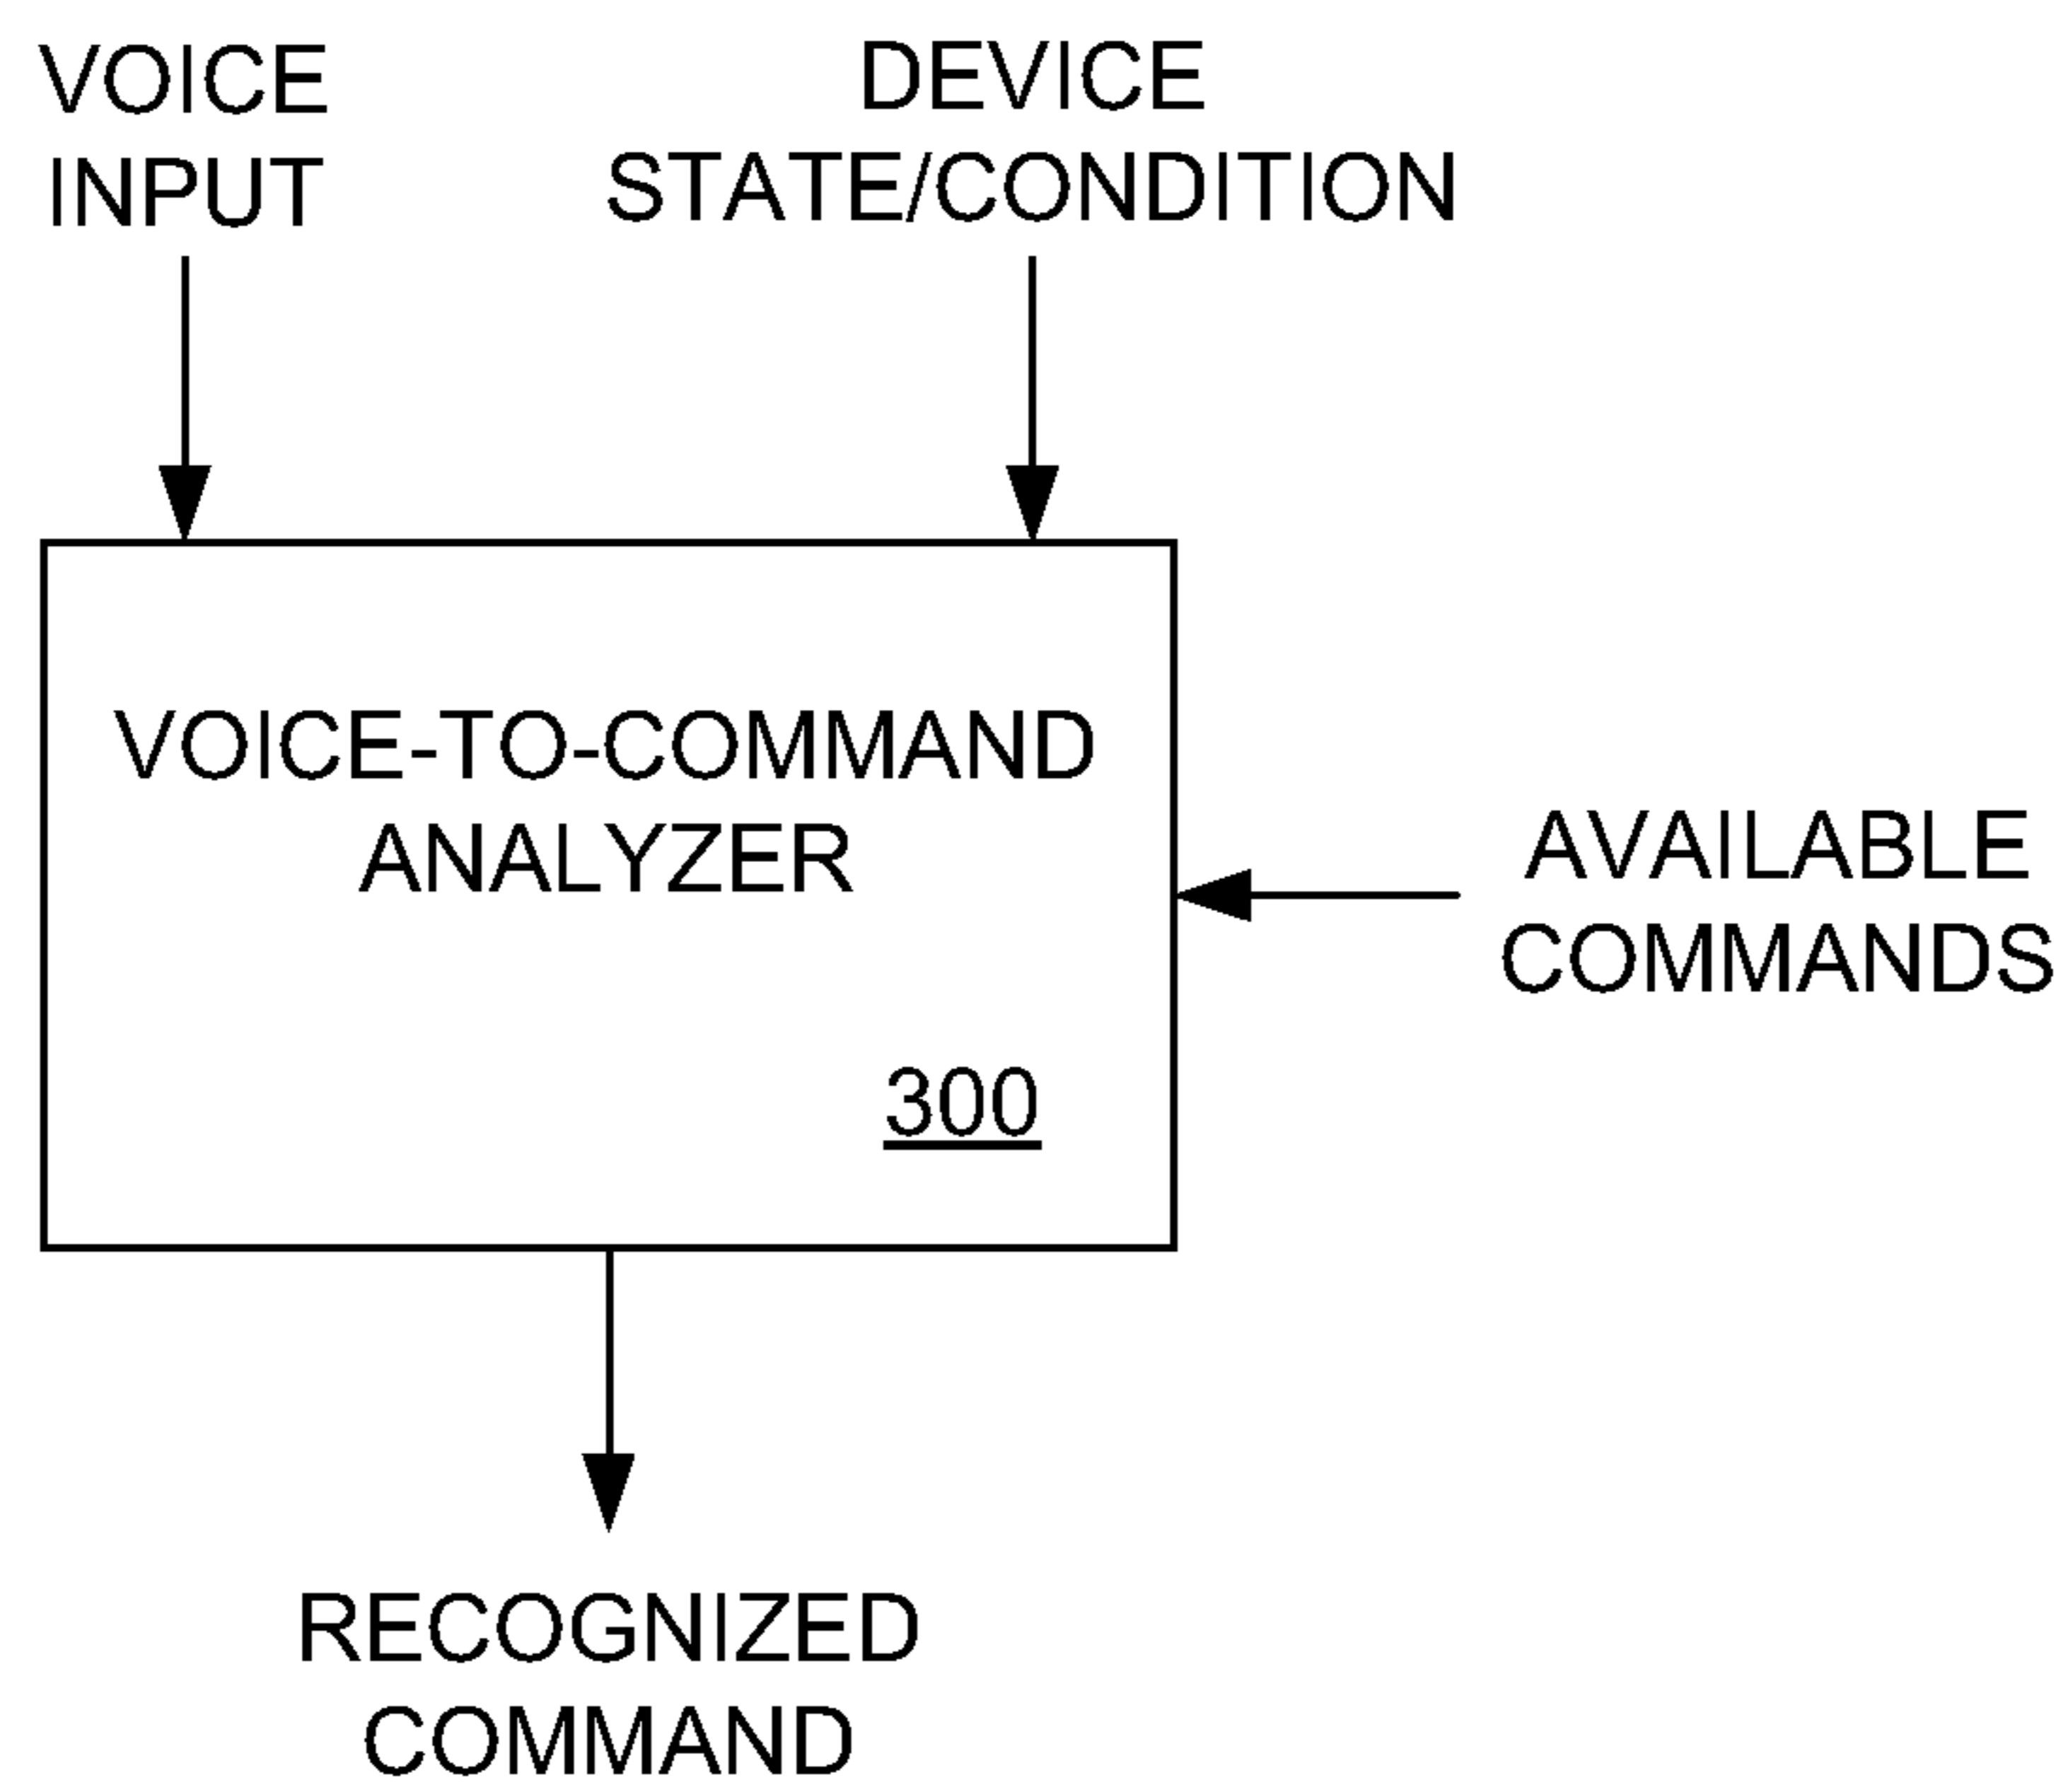 VOICE
INPUT
DEVICE
STATE/CONDITION
VOICE-TO-COMMAND
ANALYZER
300
AVAILABLE
COMMANDS
RECOGNIZED
COMMAND